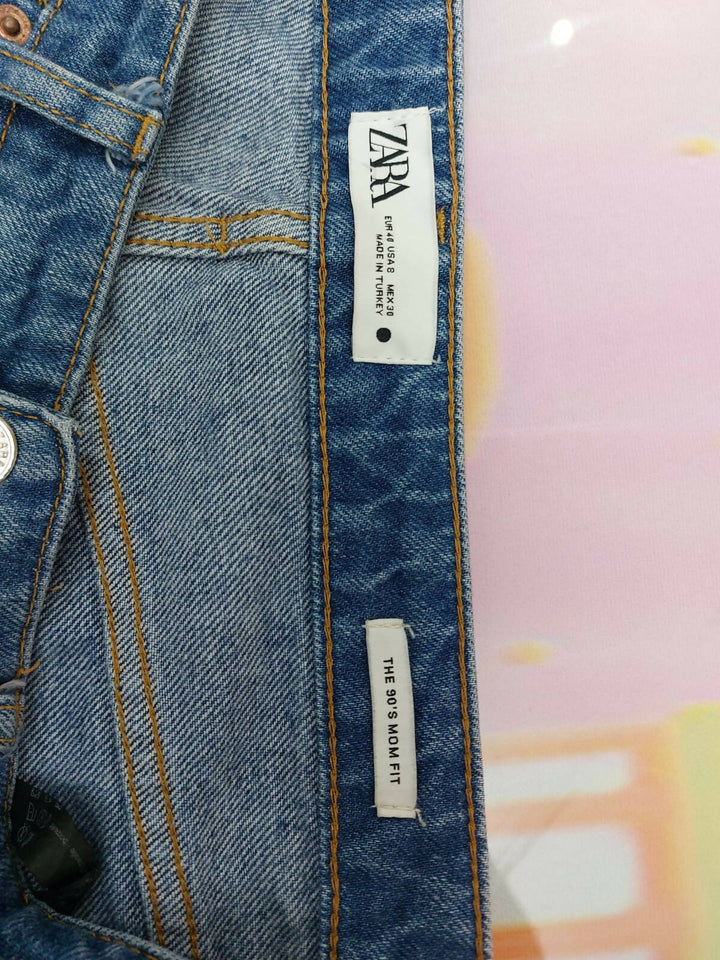 ZARA
EUR 40 USA 8 MEX 30
MADE IN TURKEY
THE 90'S MOM FIT